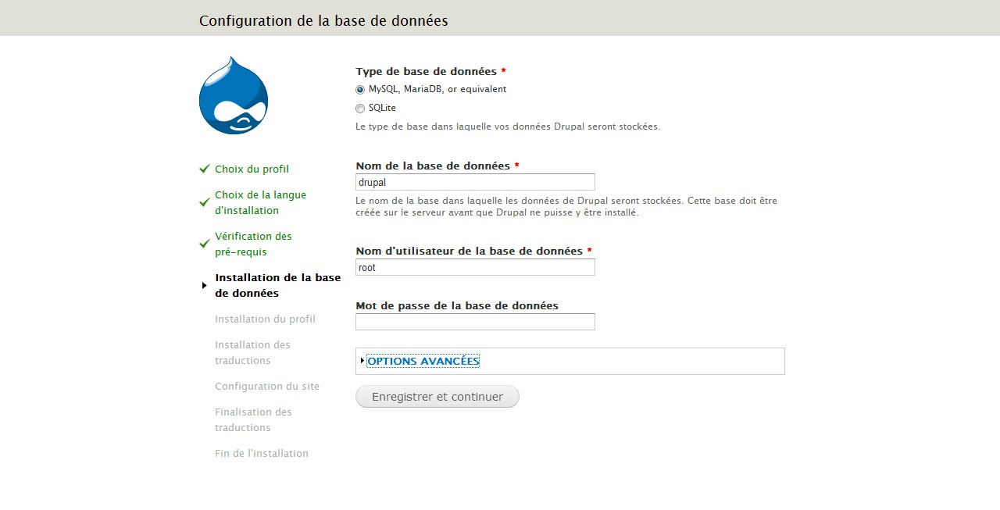 Configuration de la base de données
Choix du profil
Choix de la langue
d'installation
Vérification des
pré-requis
Installation de la base
de données
Installation du profil
Installation des
traductions
Configuration du site
Finalisation des
traductions
Fin de l'installation
Type de base de données *
MySQL, MariaDB, or equivalent
SQLite
Le type de base dans laquelle vos données Drupal seront stockées.
Nom de la base de données *
drupal
Le nom de la base dans laquelle les données de Drupal seront stockées. Cette base doit être
créée sur le serveur avant que Drupal ne puisse y être installé.
Nom d'utilisateur de la base de données *
root
Mot de passe de la base de données
OPTIONS AVANCÉES
Enregistrer et continuer